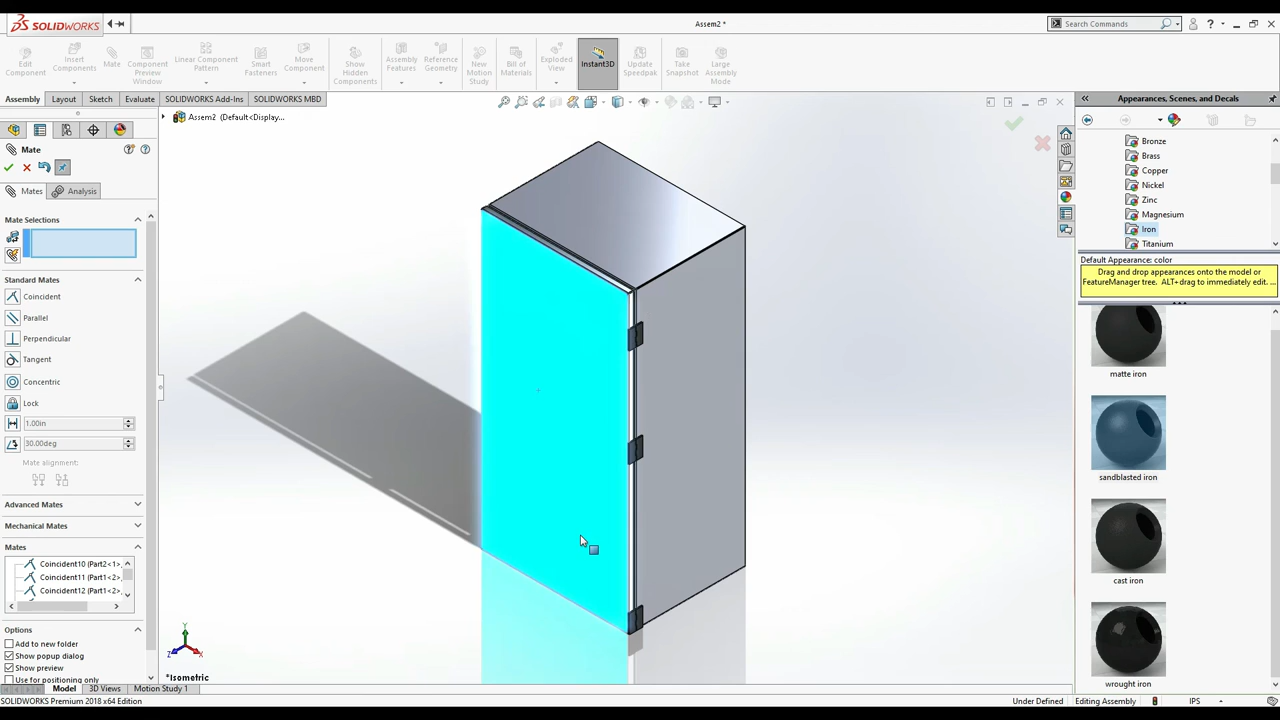 SOLIDWORKS
Assem2 *
Search Commands
Edit Component
Insert Components
Mate
Component Preview Window
Linear Component Pattern
Smart Fasteners
Move Component
Show Hidden Components
Assembly Features
Reference Geometry
New Motion Study
Bill of Materials
Exploded View
Instant3D
Update Speedpak
Take Snapshot
Large Assembly Mode
Assembly
Layout
Sketch
Evaluate
SOLIDWORKS Add-Ins
SOLIDWORKS MBD
Assem2 (Default<Display...
Mate
Mates
Analysis
Mate Selections
Standard Mates
Coincident
Parallel
Perpendicular
Tangent
Concentric
Lock
1.00in
30.00deg
Mate alignment:
Advanced Mates
Mechanical Mates
Mates
Coincident10 (Part2<1>,
Coincident11 (Part1<2>,
Coincident12 (Part1<2>,
Options
Add to new folder
Show popup dialog
Show preview
Use for positioning only
Y
Z
X
*Isometric
Model
3D Views
Motion Study 1
SOLIDWORKS Premium 2018 x64 Edition
Under Defined
Editing Assembly
IPS
Appearances, Scenes, and Decals
Bronze
Brass
Copper
Nickel
Zinc
Magnesium
Iron
Titanium
Default Appearance: color
Drag and drop appearances onto the model or
FeatureManager tree. ALT+drag to immediately edit. ...
matte iron
sandblasted iron
cast iron
wrought iron